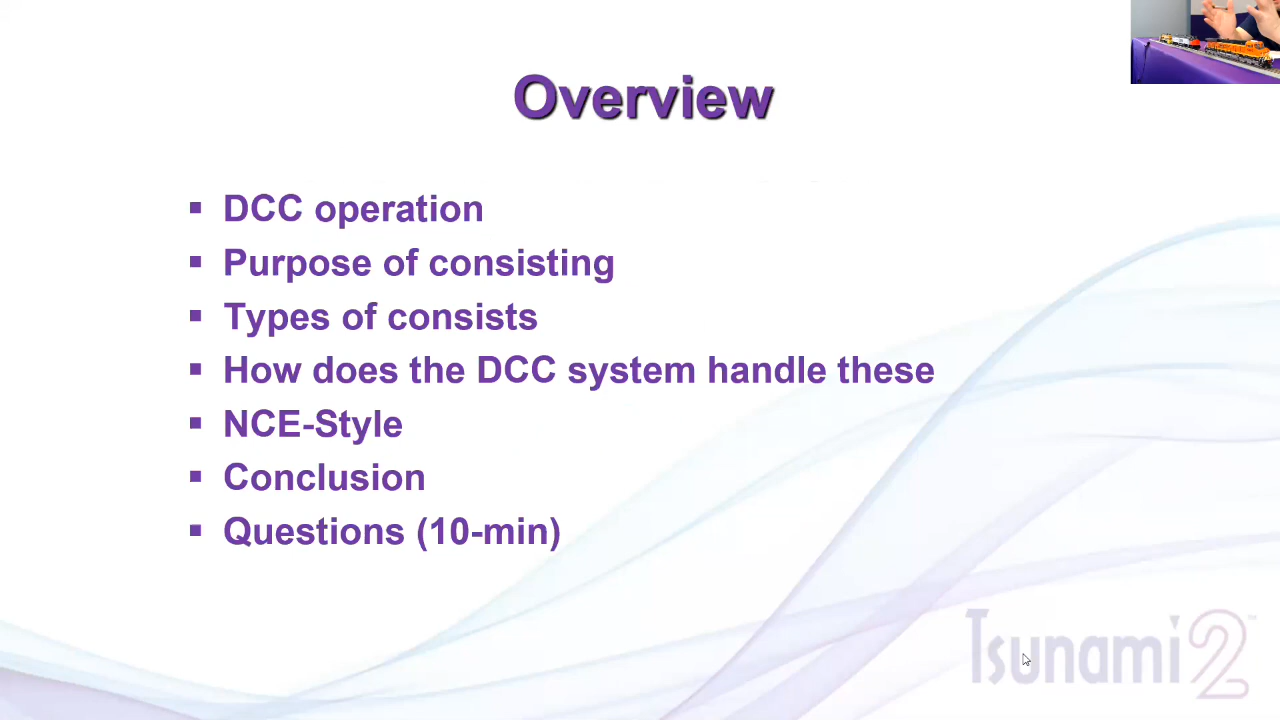 Overview
▪ DCC operation
▪ Purpose of consisting
▪ Types of consists
▪ How does the DCC system handle these
▪ NCE-Style
▪ Conclusion
▪ Questions (10-min)
Tsunami2™